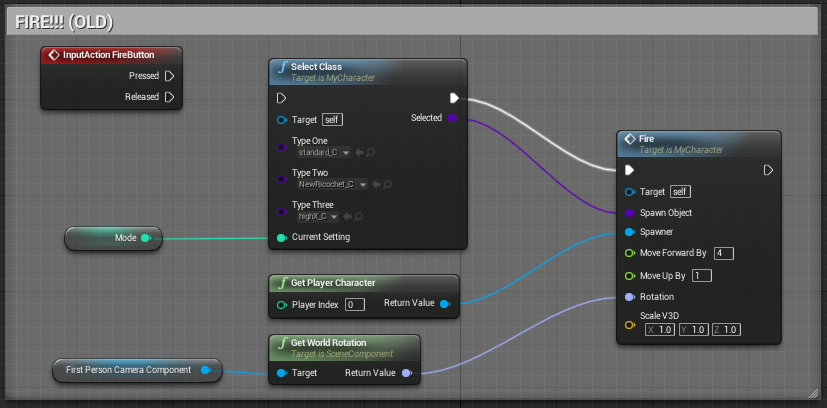 FIRE!!! (OLD)
InputAction FireButton
Pressed
Released
Select Class
Target is MyCharacter
Target self
Selected
Type One
standard_C
Type Two
NewRicochet_C
Type Three
highX_C
Current Setting
Mode
Get Player Character
Player Index 0
Return Value
Get World Rotation
Target is SceneComponent
Target
Return Value
First Person Camera Component
Fire
Target is MyCharacter
Target self
Spawn Object
Spawner
Move Forward By 4
Move Up By 1
Rotation
Scale V3D
X 1.0 Y 1.0 Z 1.0